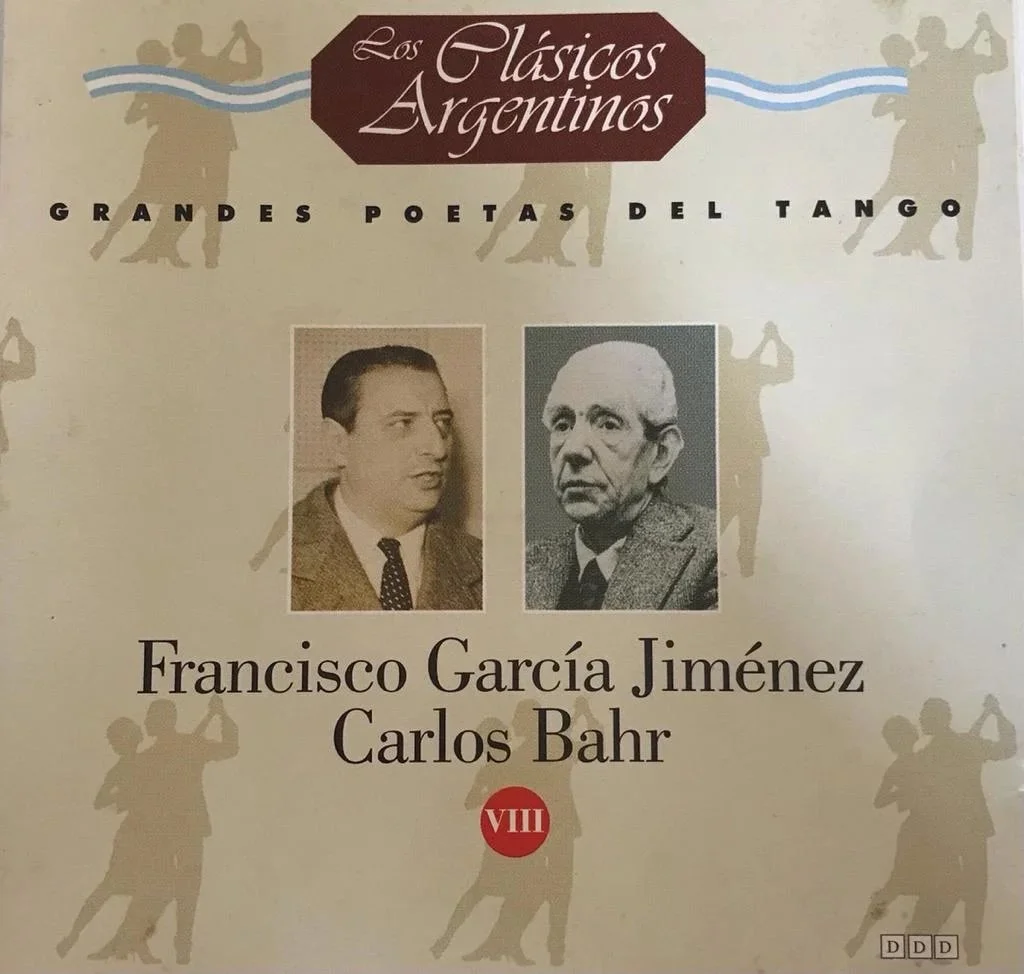 Los Clásicos
Argentinos
GRANDES POETAS DEL TANGO
Francisco García Jiménez
Carlos Bahr
VIII
DDD